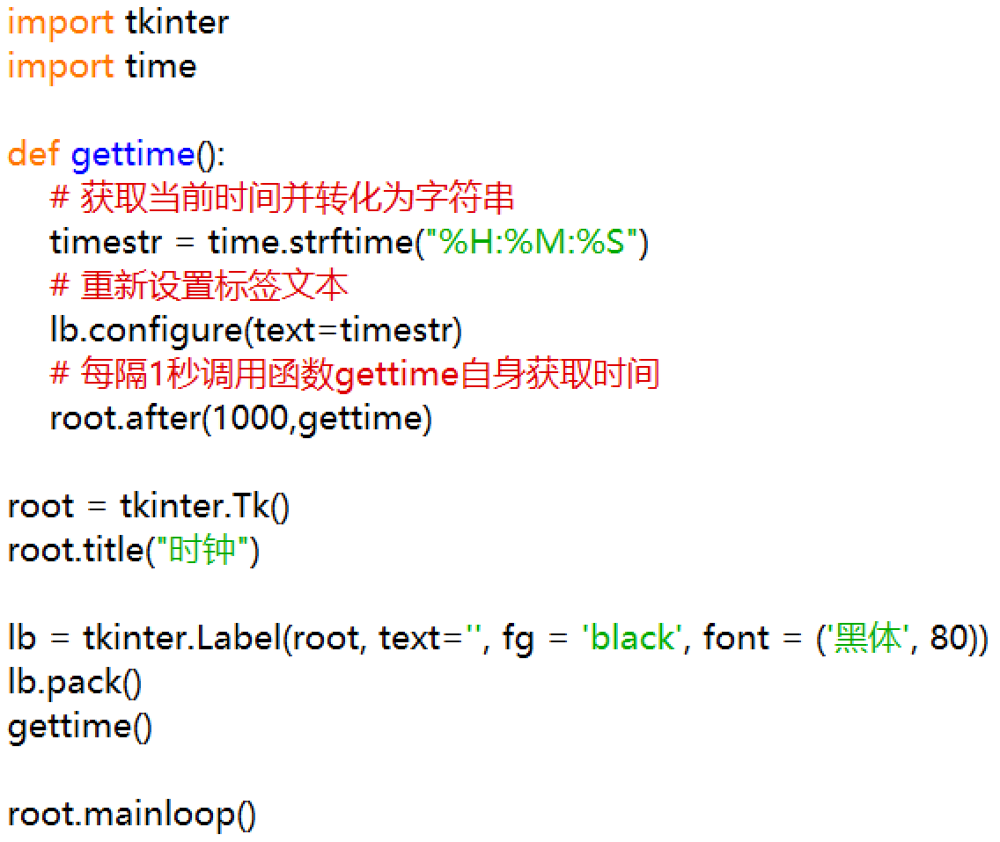 import tkinter
import time
def gettime():
# 获取当前时间并转化为字符串
timestr = time.strftime("%H:%M:%S")
# 重新设置标签文本
lb.configure(text=timestr)
# 每隔1秒调用函数gettime自身获取时间
root.after(1000,gettime)
root = tkinter.Tk()
root.title("时钟")
lb = tkinter.Label(root, text='', fg = 'black', font = ('黑体', 80))
lb.pack()
gettime()
root.mainloop()